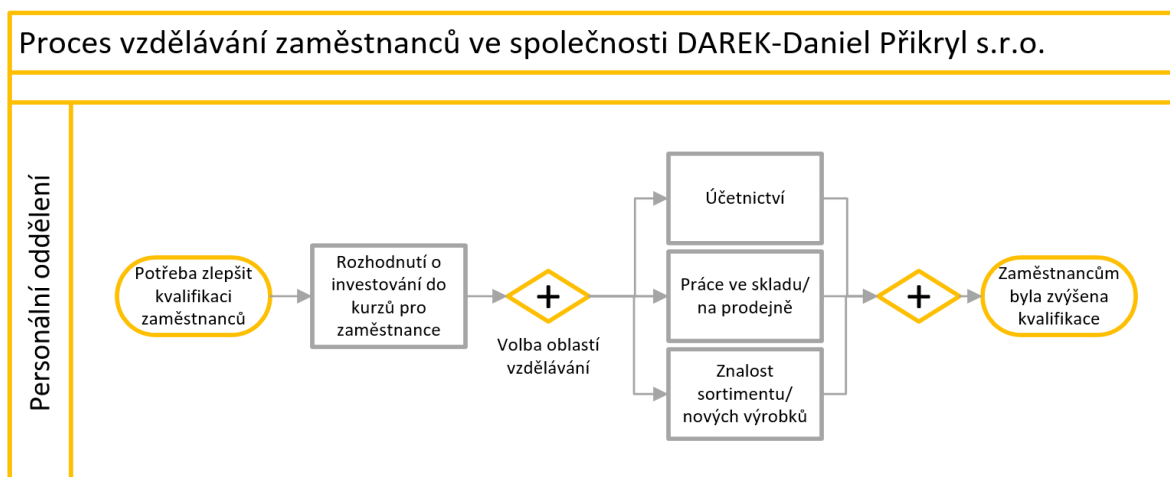 Proces vzdělávání zaměstnanců ve společnosti DAREK-Daniel Přikryl s.r.o.
Personální oddělení
Potřeba zlepšit
kvalifikaci
zaměstnanců
Rozhodnutí o
investování do
kurzů pro
zaměstnance
Volba oblastí
vzdělávání
Účetnictví
Práce ve skladu/
na prodejně
Znalost
sortimentu/
nových výrobků
Zaměstnancům
byla zvýšena
kvalifikace